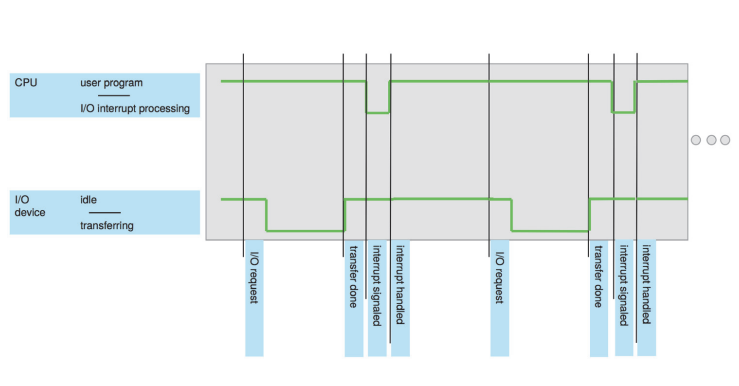 CPU
user program
I/O interrupt processing
I/O
device
idle
transferring
I/O request
transfer done
interrupt signaled
interrupt handled
I/O request
transfer done
interrupt signaled
interrupt handled